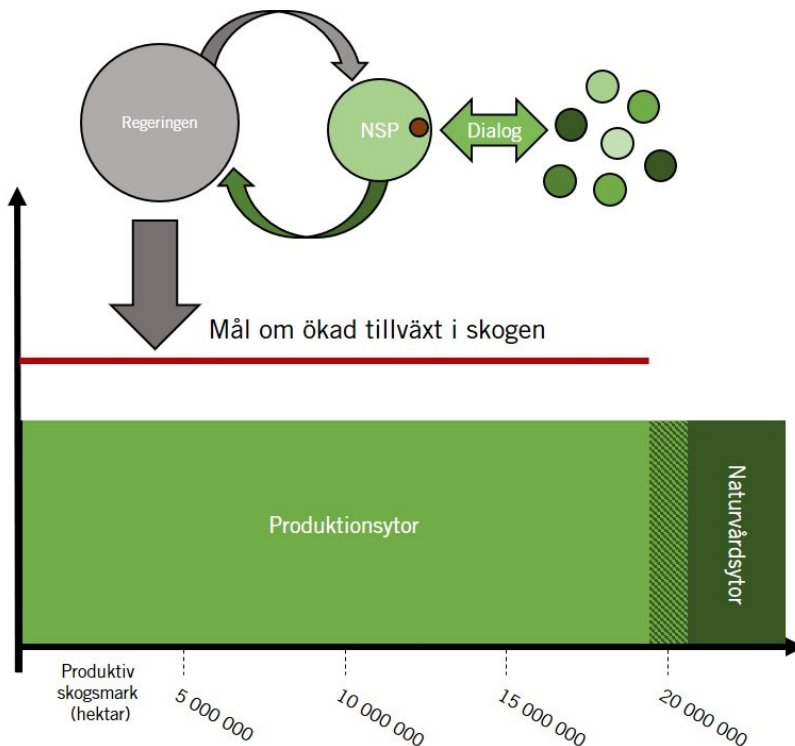 Regeringen
NSP
Dialog
Mål om ökad tillväxt i skogen
Produktionsytor
Naturvårdsytor
Produktiv
skogsmark
(hektar)
5 000 000
10 000 000
15 000 000
20 000 000